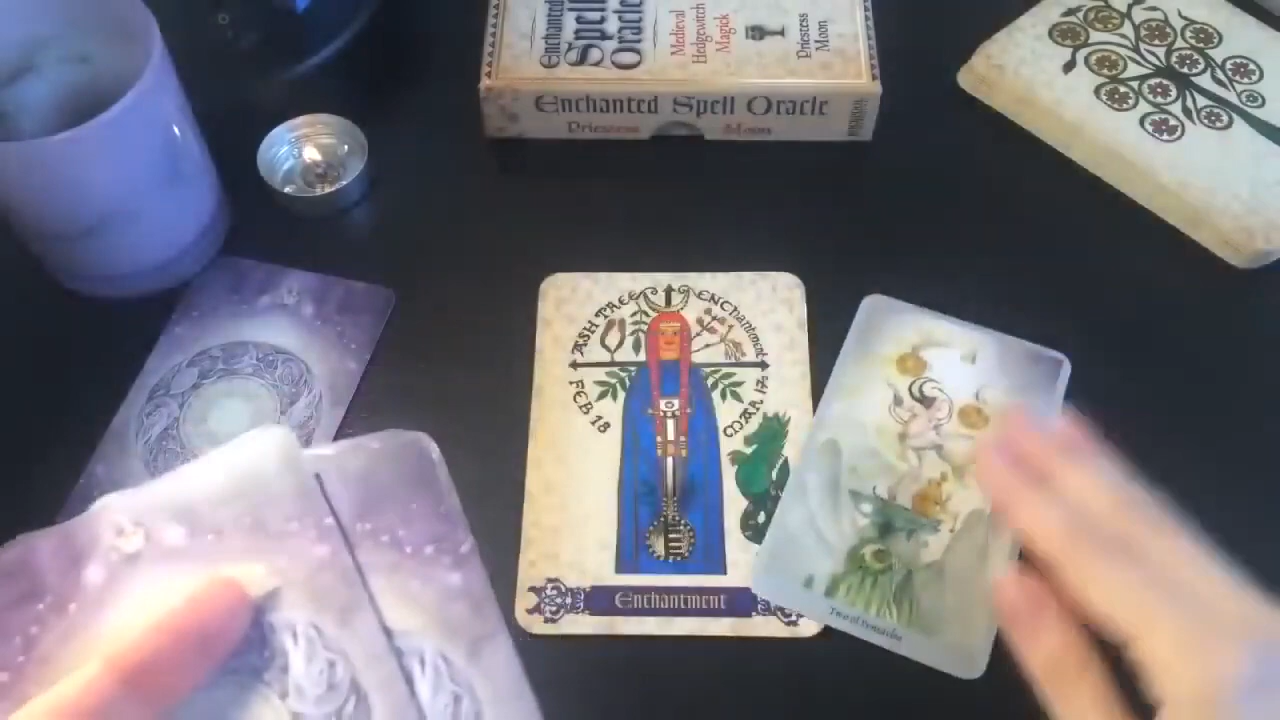 Enchanted
Spell
Oracle
Medieval
Hedgewitch
Magick
Priestess
Moon
Enchanted Spell Oracle
Priestess Moon
ASH TREE
ENCHANTMENT
FEB 18
MAR 17
Enchantment
Two of Pentacles